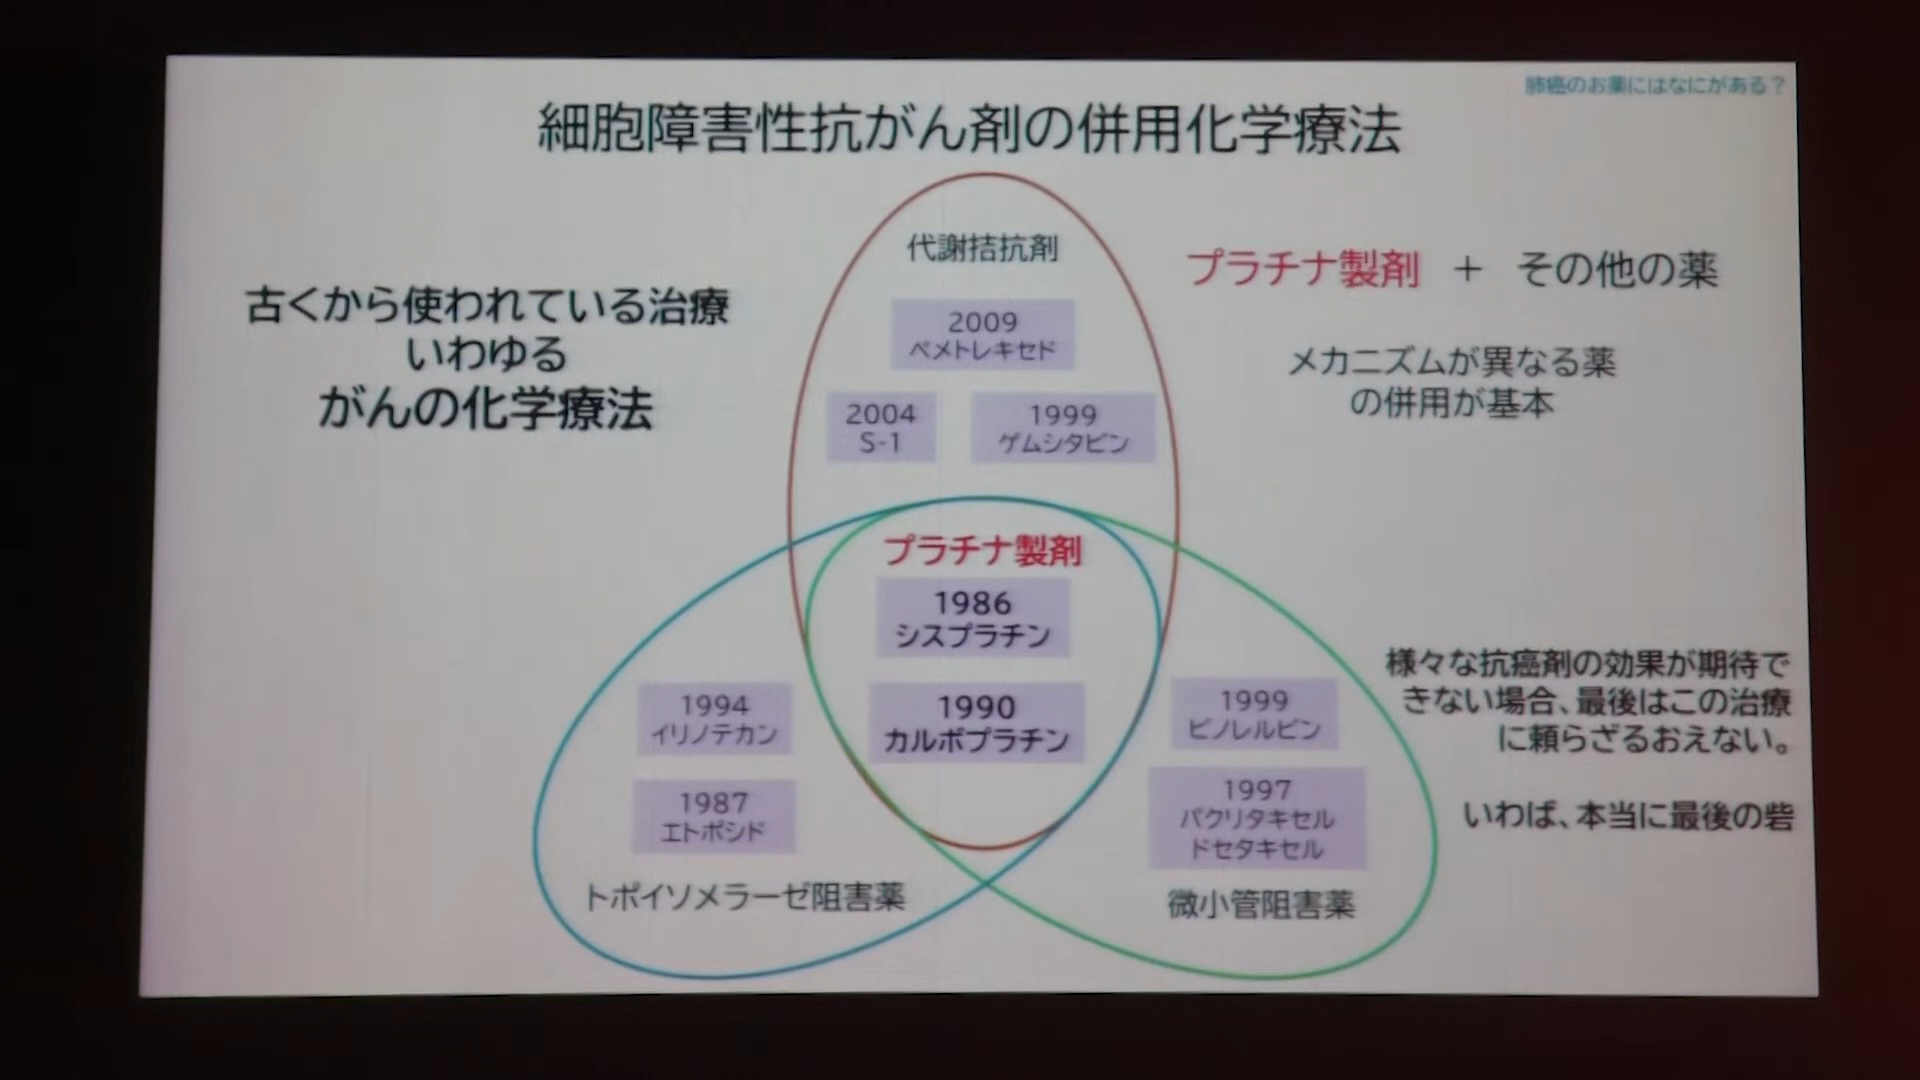 肺癌のお薬にはなにがある？
細胞障害性抗がん剤の併用化学療法
古くから使われている治療
いわゆる
がんの化学療法
代謝拮抗剤
2009
ペメトレキセド
2004
S-1
1999
ゲムシタビン
プラチナ製剤 + その他の薬
メカニズムが異なる薬
の併用が基本
プラチナ製剤
1986
シスプラチン
1990
カルボプラチン
1994
イリノテカン
1987
エトポシド
トポイソメラーゼ阻害薬
1999
ビノレルビン
1997
パクリタキセル
ドセタキセル
微小管阻害薬
様々な抗癌剤の効果が期待で
きない場合、最後はこの治療
に頼らざるおえない。
いわば、本当に最後の砦